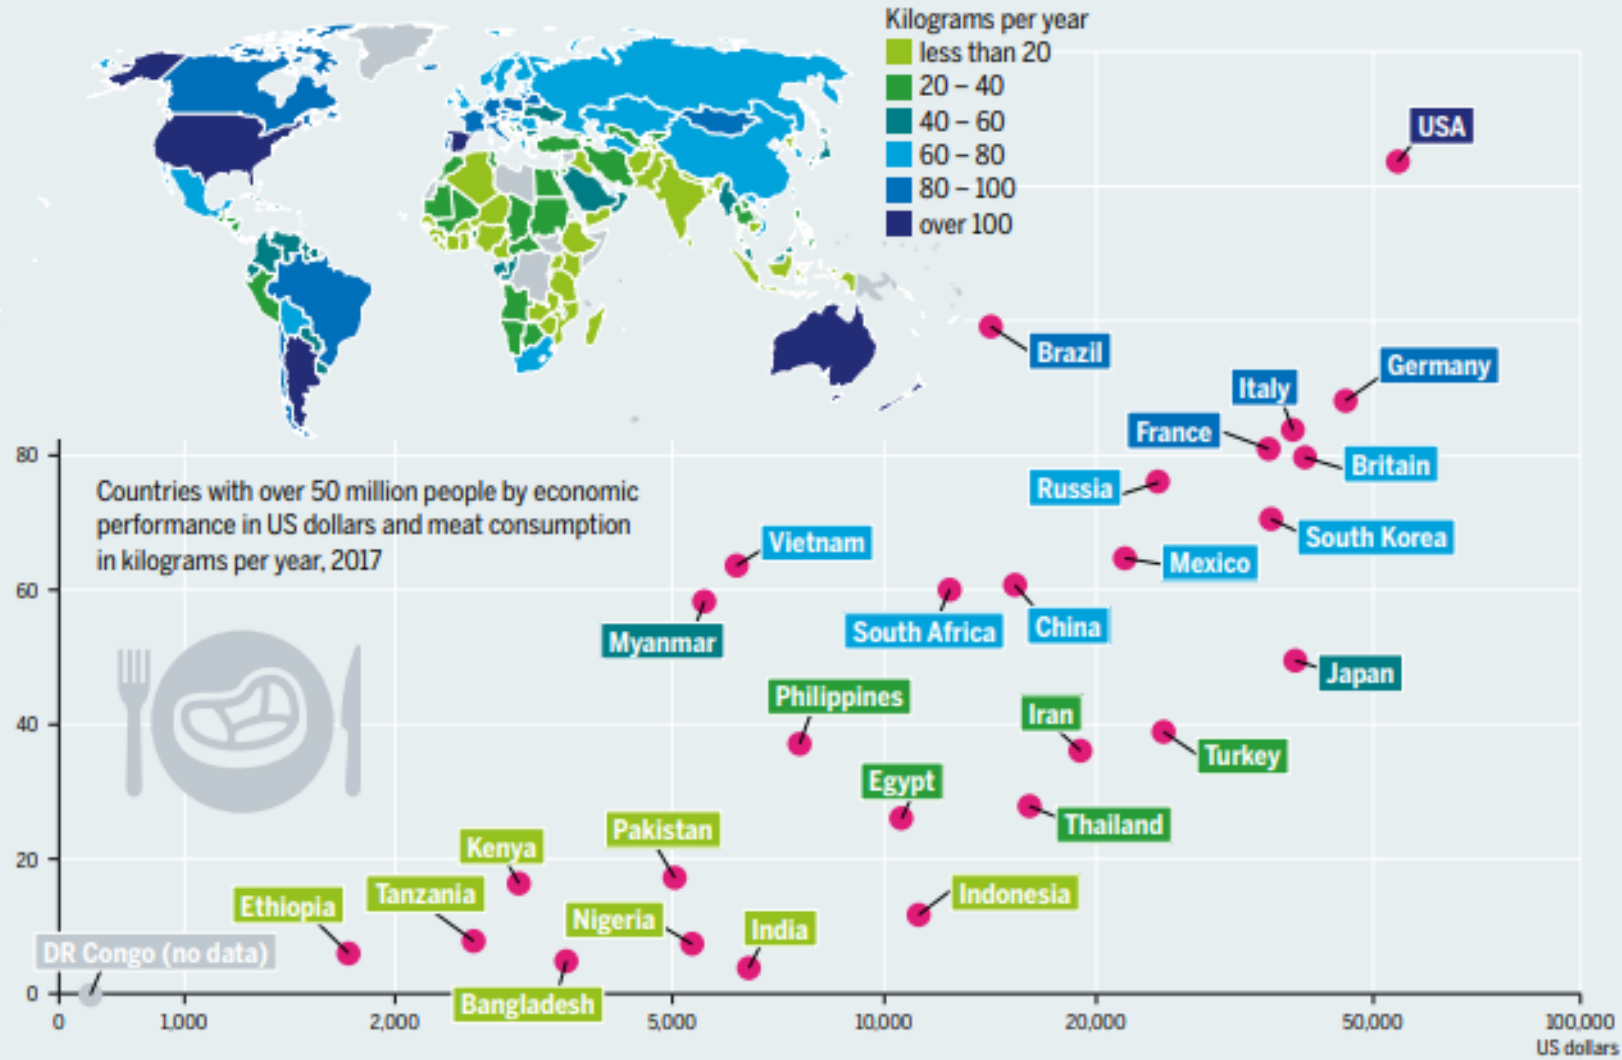 Kilograms per year
less than 20
20 – 40
40 – 60
60 – 80
80 – 100
over 100
USA
Brazil
Germany
Italy
France
Britain
80
Countries with over 50 million people by economic
performance in US dollars and meat consumption
in kilograms per year, 2017
Russia
South Korea
Vietnam
Mexico
60
Myanmar
South Africa
China
Japan
Philippines
Iran
40
Turkey
Egypt
Thailand
Pakistan
Kenya
20
Tanzania
Indonesia
Ethiopia
Nigeria
India
DR Congo (no data)
Bangladesh
0
0 1,000 2,000 5,000 10,000 20,000 50,000 100,000
US dollars